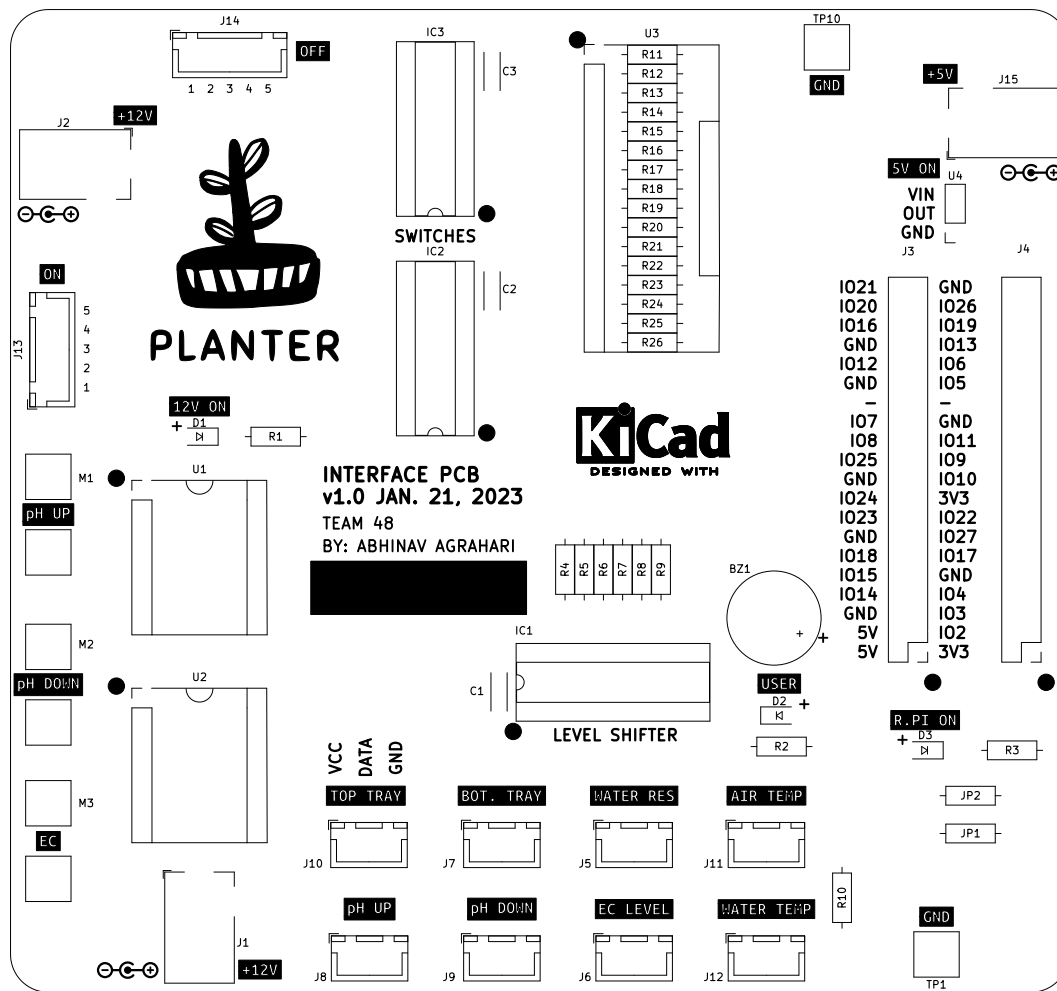 J14
OFF
1 2 3 4 5
IC3
C3
U3
R11
R12
R13
R14
R15
R16
R17
R18
R19
R20
R21
R22
R23
R24
R25
R26
TP10
GND
+5V
J15
+12V
J2
5V ON
U4
VIN
OUT
GND
SWITCHES
IC2
C2
ON
J13
5
4
3
2
1
PLANTER
J3
J4
IO21 GND
IO20 IO26
IO16 IO19
GND IO13
IO12 IO6
GND IO5
- -
IO7 GND
IO8 IO11
IO25 IO9
GND IO10
IO24 3V3
IO23 IO22
GND IO27
IO18 IO17
IO15 GND
IO14 IO4
GND IO3
5V IO2
5V 3V3
12V ON
+ D1
R1
KiCad
DESIGNED WITH
M1
U1
pH UP
INTERFACE PCB
v1.0 JAN. 21, 2023
TEAM 48
BY: ABHINAV AGRAHARI
R4 R5 R6 R7 R8 R9
BZ1
+ +
M2
pH DOWN
U2
IC1
C1
LEVEL SHIFTER
USER
D2 +
R2
R.PI ON
+ D3
R3
JP2
JP1
M3
EC
VCC DATA GND
TOP TRAY
BOT. TRAY
WATER RES
AIR TEMP
J10
J7
J5
J11
pH UP
pH DOWN
EC LEVEL
WATER TEMP
J8
J9
J6
J12
R10
GND
TP1
J1
+12V